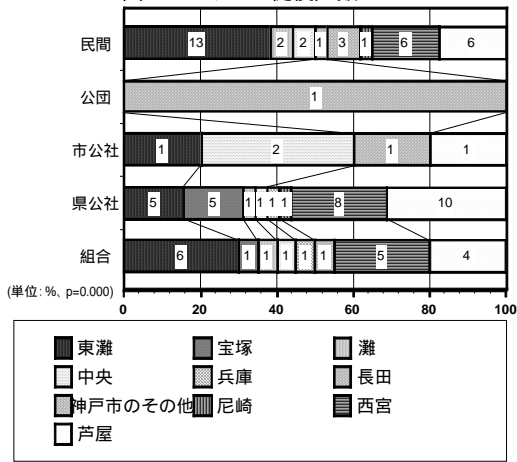 民間 13 2 2 1 3 1 6 6
公団 1
市公社 1 2 1 1
県公社 5 5 1 1 1 1 8 10
組合 6 1 1 1 1 1 5 4
(単位: %、p=0.000) 0 20 40 60 80 100
東灘 宝塚 灘
中央 兵庫 長田
神戸市のその他 尼崎 西宮
芦屋